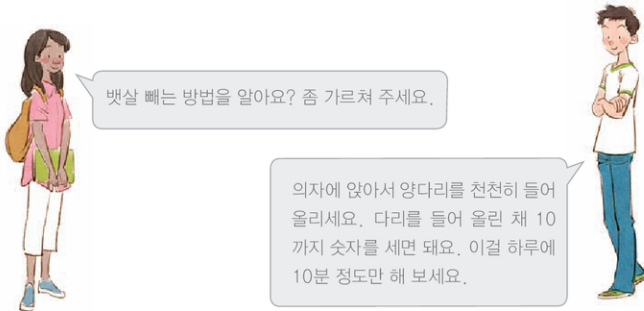 뱃살 빼는 방법을 알아요? 좀 가르쳐 주세요.
의자에 앉아서 양다리를 천천히 들어
올리세요. 다리를 들어 올린 채 10
까지 숫자를 세면 돼요. 이걸 하루에
10분 정도만 해 보세요.